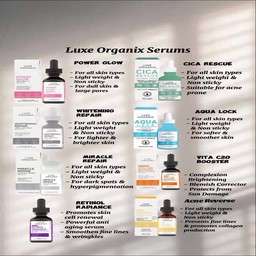 Luxe Organix Serums
POWER GLOW
- For all skin types
- Light weight &
Non sticky
- For dull skin &
large pores
CICA RESCUE
- For all skin types
- Light weight &
Non sticky
- Suitable for acne
prone
WHITENING
REPAIR
- For all skin types
- Light weight &
Non sticky
- For lighter &
brighter skin
AQUA LOCK
- For all skin types
- Light weight &
Non sticky
- For safter &
smoother skin
MIRACLE
REPAIR
- For all skin types
- Light weight &
Non sticky
- For dark spots &
hyperpigmentation
VITA C20
BOOSTER
- Complexion
Brightening
- Blemish Corrector
- Protects from
Sun Damage
RETINOL
RADIANCE
- Promotes skin
cell renewal
- Powerful anti
aging serum
- Smoothen fine lines
& wringkles
Acne Reverse
- For all skin types
- Light weight &
Non sticky
- Prevents fine lines
& promotes collagen
production
CICA
RESCUE
AQUA